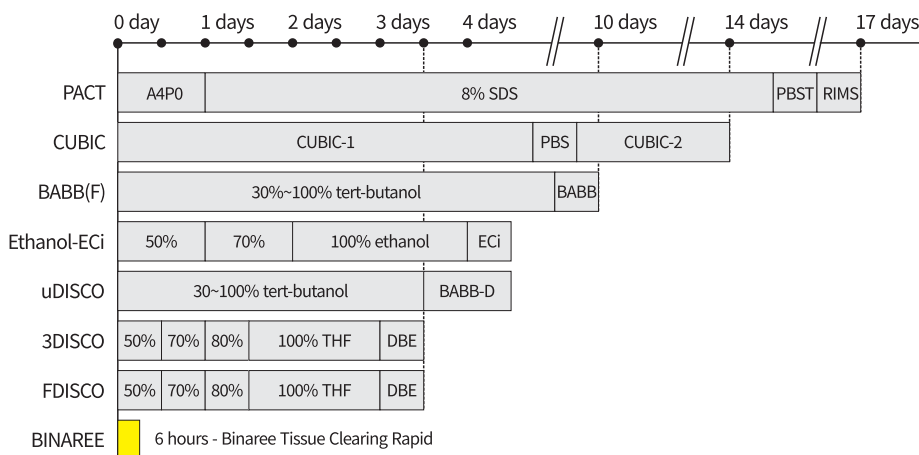 0 day 1 days 2 days 3 days 4 days 10 days 14 days 17 days
PACT A4P0 8% SDS PBST RIMS
CUBIC CUBIC-1 PBS CUBIC-2
BABB(F) 30%~100% tert-butanol BABB
Ethanol-ECi 50% 70% 100% ethanol ECi
uDISCO 30~100% tert-butanol BABB-D
3DISCO 50% 70% 80% 100% THF DBE
FDISCO 50% 70% 80% 100% THF DBE
BINAREE 6 hours - Binaree Tissue Clearing Rapid